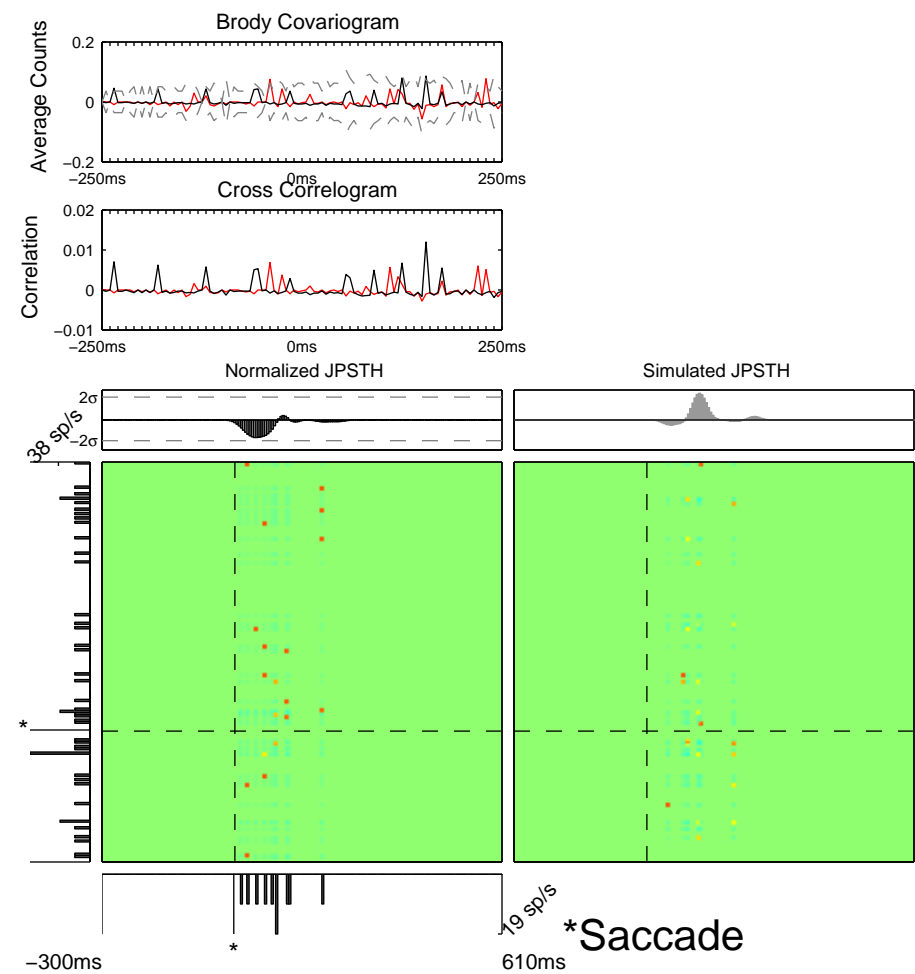 Brody Covariogram
Average Counts
0.2
0
−0.2
−250ms
0ms
250ms
Cross Correlogram
Correlation
0.02
0.01
0
−0.01
−250ms
0ms
250ms
Normalized JPSTH
Simulated JPSTH
2σ
−2σ
38 sp/s
*
*
19 sp/s
*Saccade
−300ms
610ms